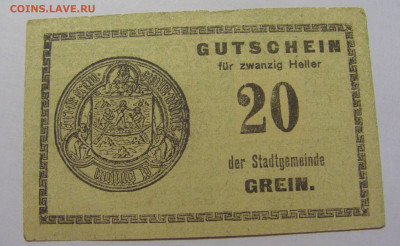 COINS.LAVE.RU
GUTSCHEIN
für zwanzig Heller
20
der Stadtgemeinde
GREIN.